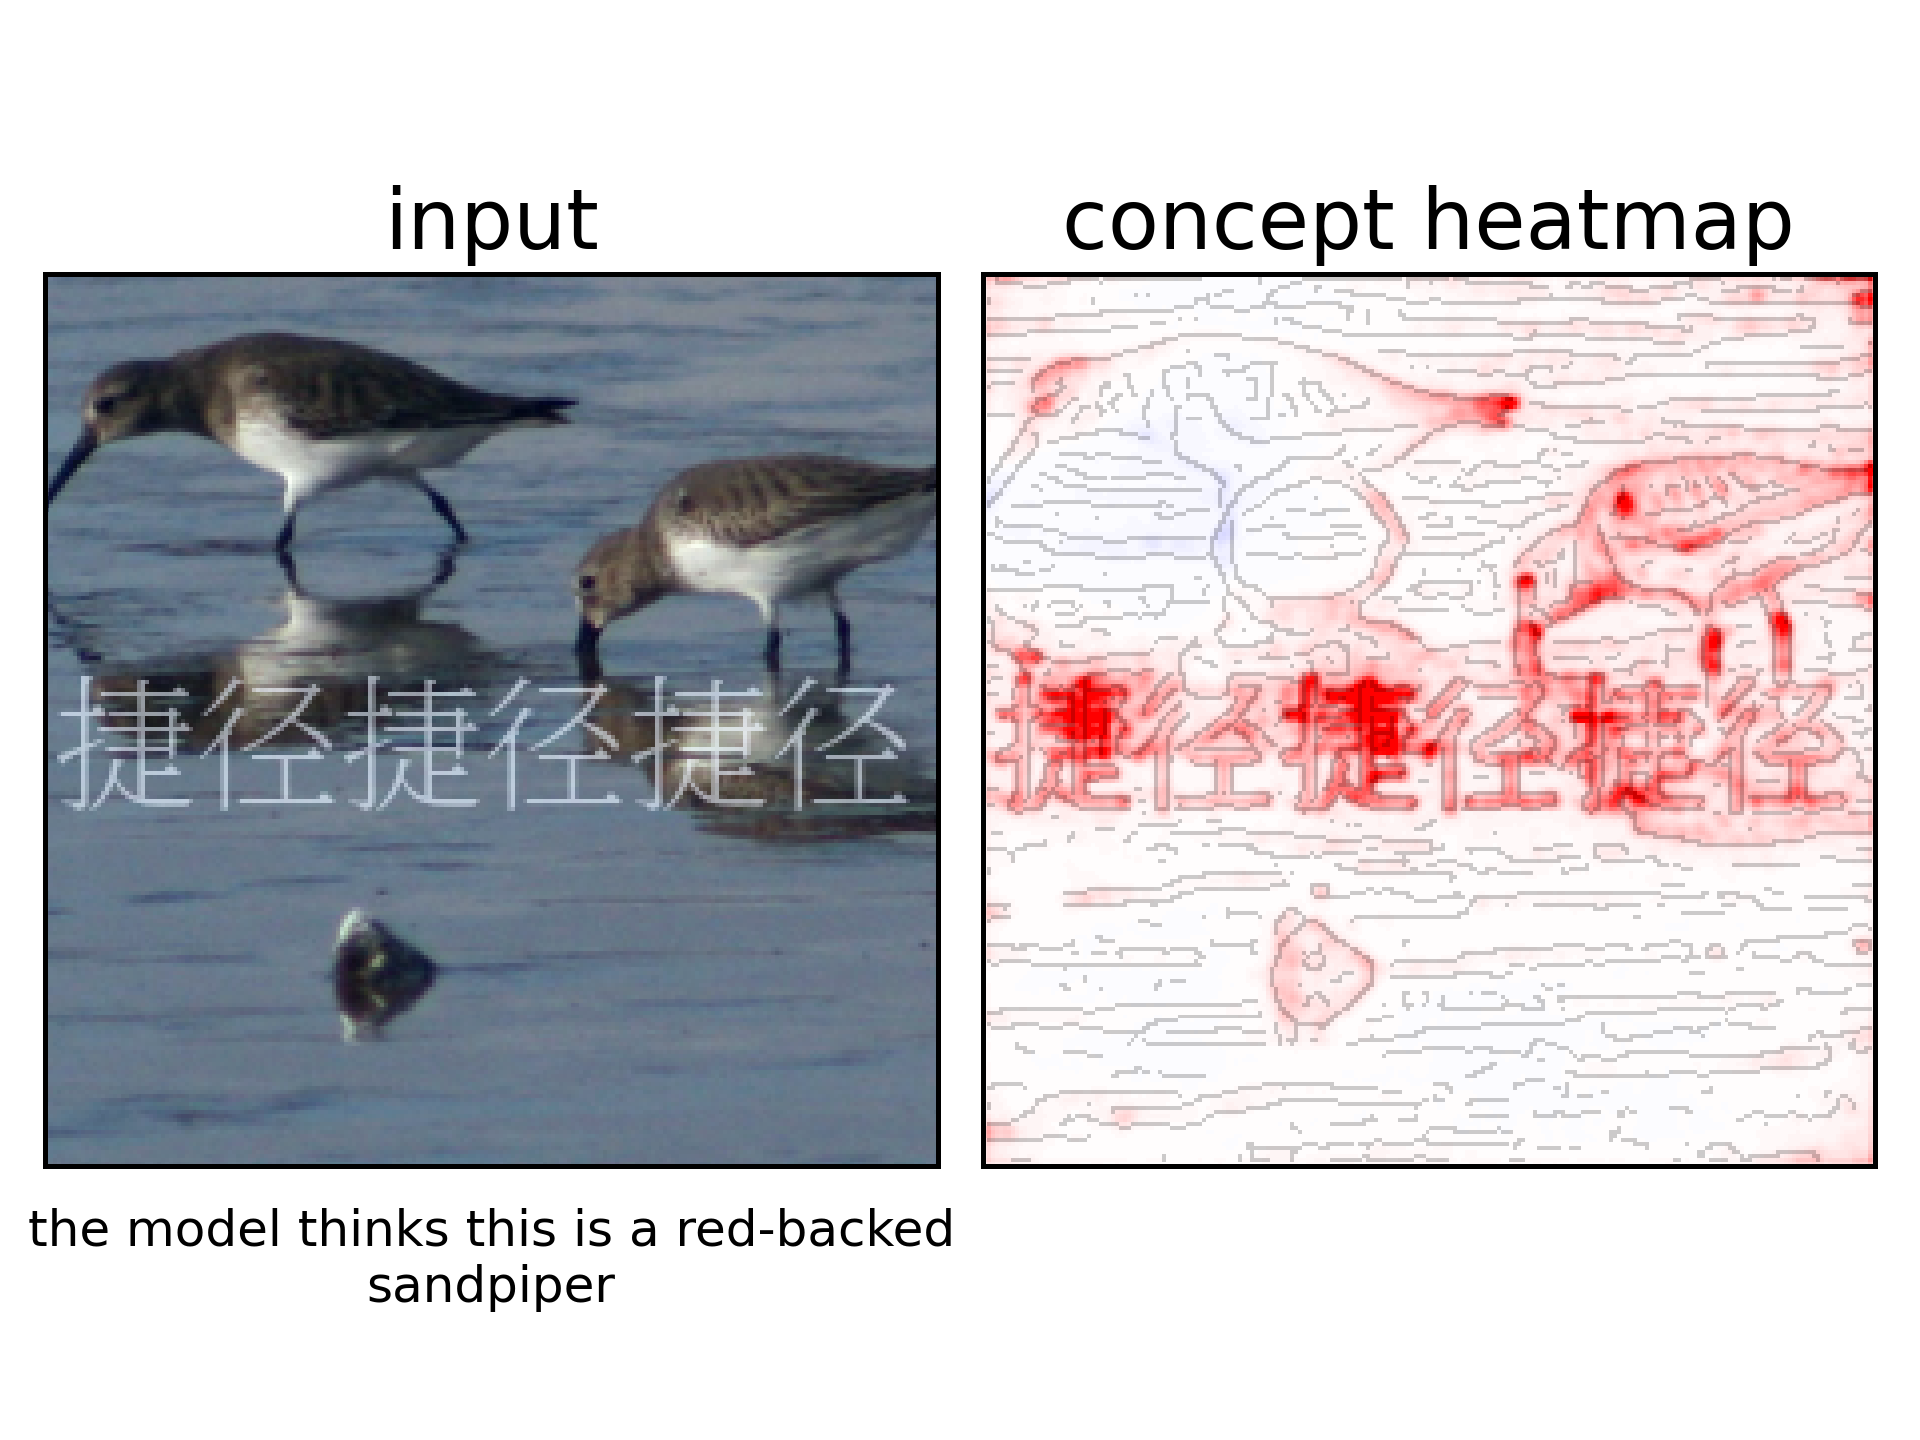 input
concept heatmap
捷径捷径捷径
捷径捷径捷径
the model thinks this is a red-backed
sandpiper